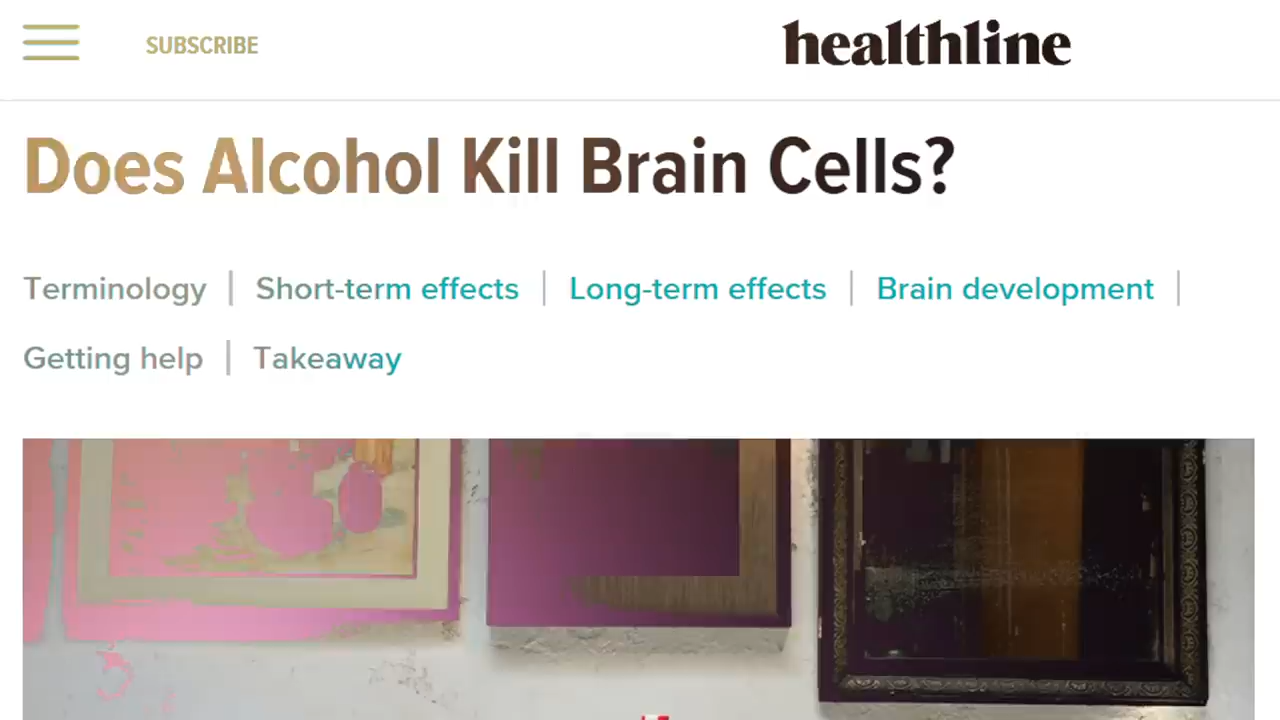 SUBSCRIBE healthline
Does Alcohol Kill Brain Cells?
Terminology | Short-term effects | Long-term effects | Brain development |
Getting help | Takeaway